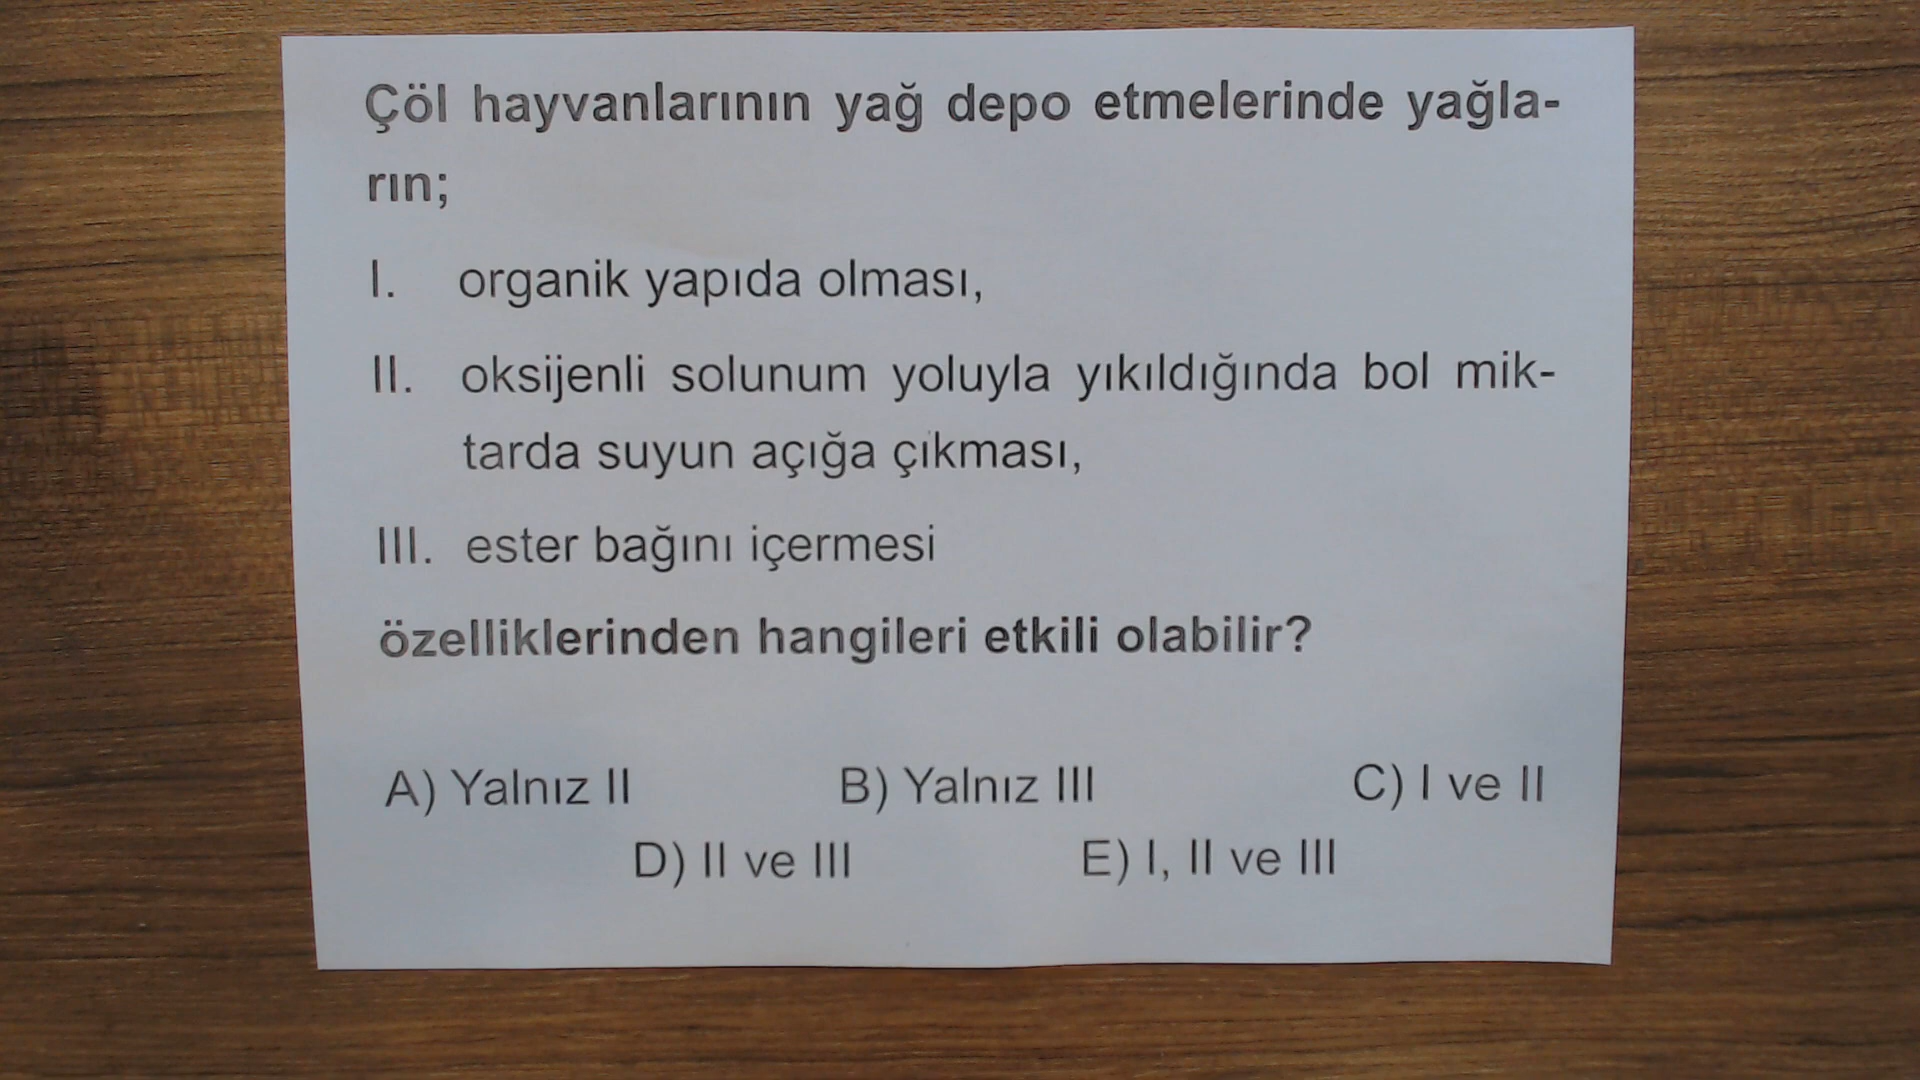 Çöl hayvanlarının yağ depo etmelerinde yağla-
rın;
I. organik yapıda olması,
II. oksijenli solunum yoluyla yıkıldığında bol mik-
tarda suyun açığa çıkması,
III. ester bağını içermesi
özelliklerinden hangileri etkili olabilir?
A) Yalnız II B) Yalnız III C) I ve II
D) II ve III E) I, II ve III